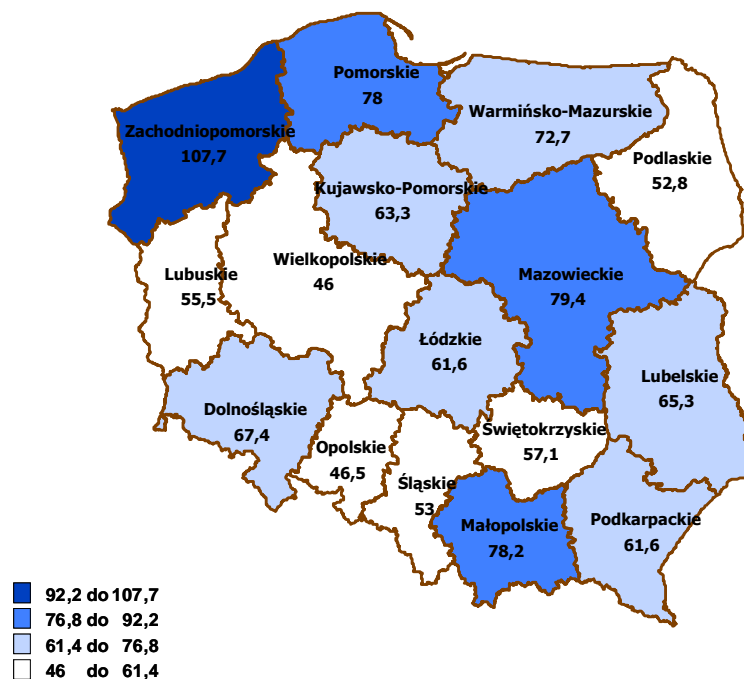 Pomorskie
78
Warmińsko-Mazurskie
72,7
Zachodniopomorskie
107,7
Podlaskie
52,8
Kujawsko-Pomorskie
63,3
Wielkopolskie
46
Lubuskie
55,5
Mazowieckie
79,4
Łódzkie
61,6
Lubelskie
65,3
Dolnośląskie
67,4
Świętokrzyskie
57,1
Opolskie
46,5
Śląskie
53
Małopolskie
78,2
Podkarpackie
61,6
92,2 do 107,7
76,8 do 92,2
61,4 do 76,8
46 do 61,4